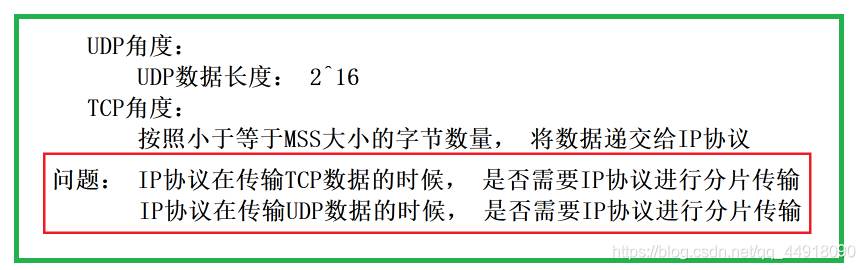 UDP角度：
UDP数据长度： 2^16
TCP角度：
按照小于等于MSS大小的字节数量， 将数据递交给IP协议
问题： IP协议在传输TCP数据的时候， 是否需要IP协议进行分片传输
IP协议在传输UDP数据的时候， 是否需要IP协议进行分片传输
https://blog.csdn.net/qq_44918090